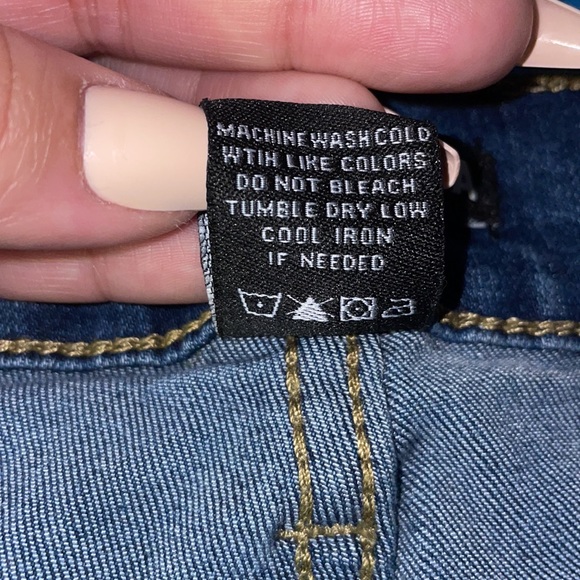 MACHINE WASH COLD
WTIH LIKE COLORS
DO NOT BLEACH
TUMBLE DRY LOW
COOL IRON
IF NEEDED